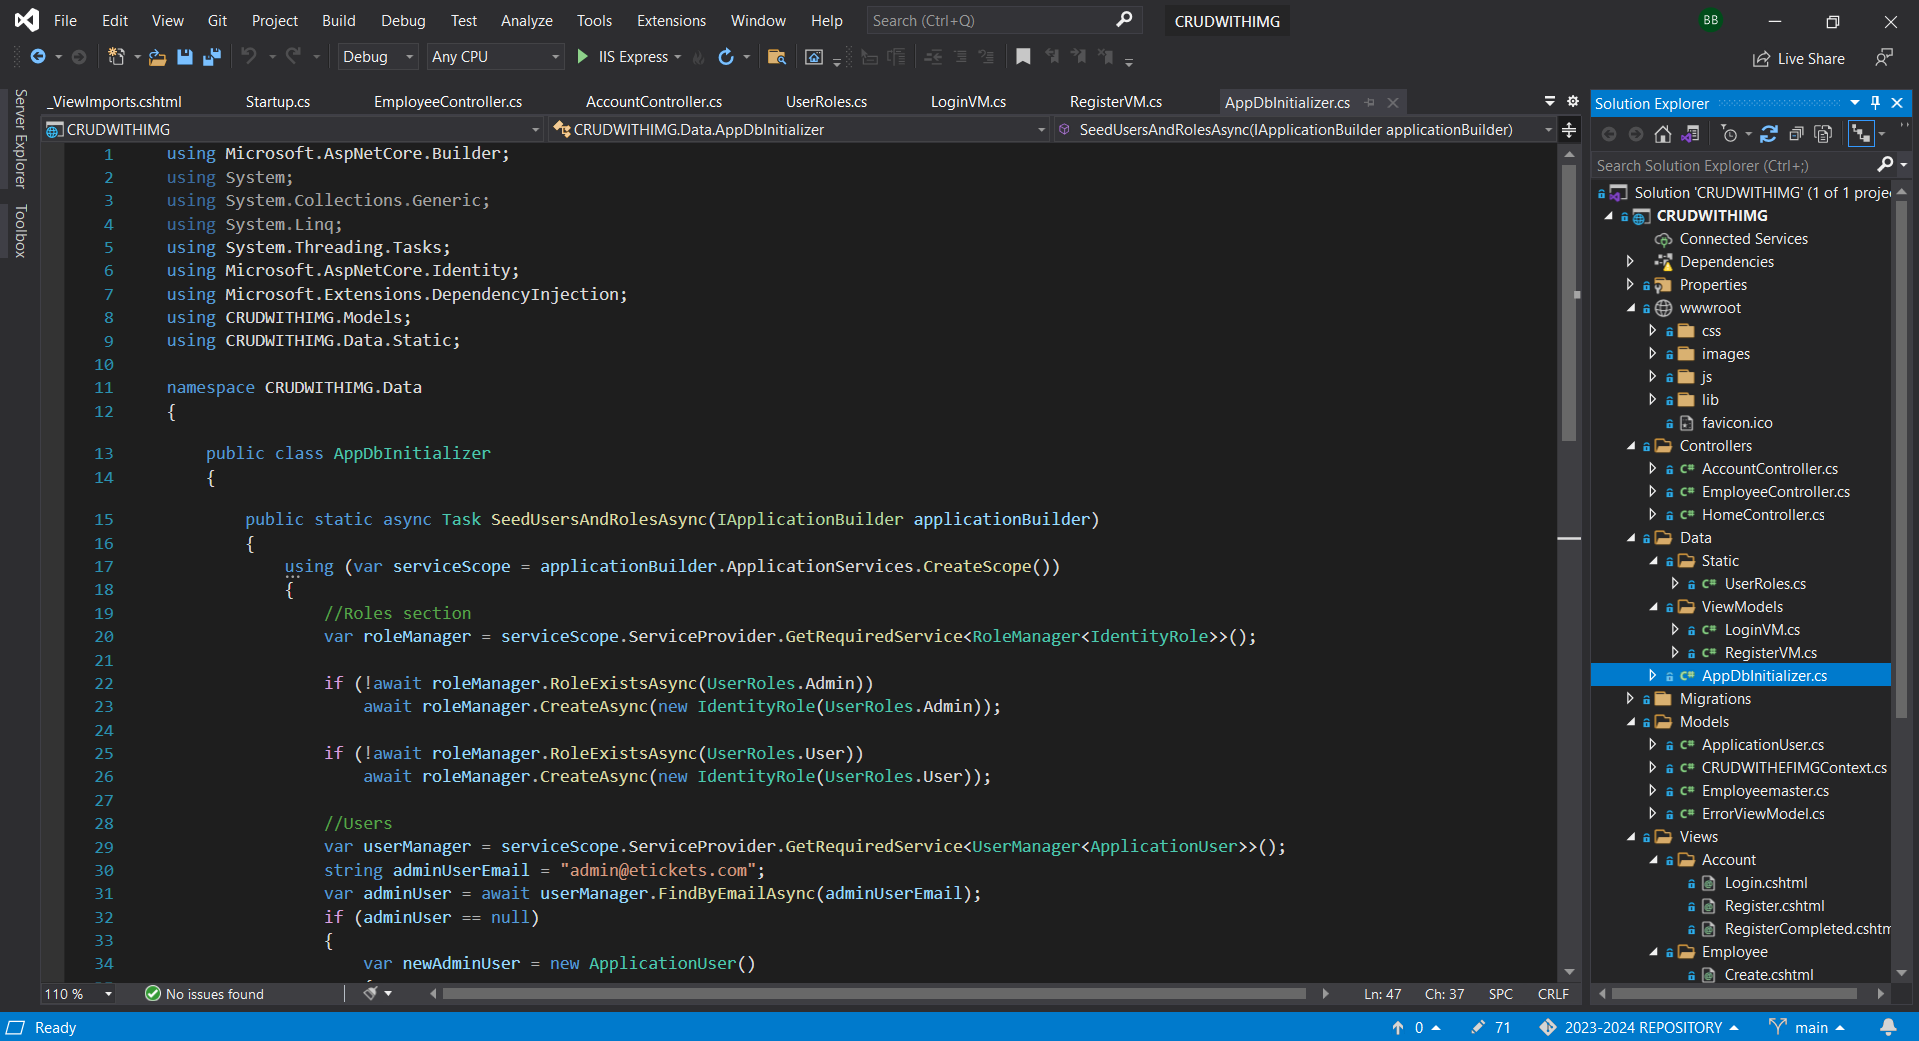 File Edit View Git Project Build Debug Test Analyze Tools Extensions Window Help Search (Ctrl+Q) CRUDWITHIMG BB
Debug Any CPU IIS Express Live Share
Server Explorer
Toolbox
_ViewImports.cshtml Startup.cs EmployeeController.cs AccountController.cs UserRoles.cs LoginVM.cs RegisterVM.cs AppDbInitializer.cs
CRUDWITHIMG CRUDWITHIMG.Data.AppDbInitializer SeedUsersAndRolesAsync(IApplicationBuilder applicationBuilder)
1 using Microsoft.AspNetCore.Builder;
2 using System;
3 using System.Collections.Generic;
4 using System.Linq;
5 using System.Threading.Tasks;
6 using Microsoft.AspNetCore.Identity;
7 using Microsoft.Extensions.DependencyInjection;
8 using CRUDWITHIMG.Models;
9 using CRUDWITHIMG.Data.Static;
10
11 namespace CRUDWITHIMG.Data
12 {
13 public class AppDbInitializer
14 {
15 public static async Task SeedUsersAndRolesAsync(IApplicationBuilder applicationBuilder)
16 {
17 using (var serviceScope = applicationBuilder.ApplicationServices.CreateScope())
18 {
19 //Roles section
20 var roleManager = serviceScope.ServiceProvider.GetRequiredService<RoleManager<IdentityRole>>();
21
22 if (!await roleManager.RoleExistsAsync(UserRoles.Admin))
23 await roleManager.CreateAsync(new IdentityRole(UserRoles.Admin));
24
25 if (!await roleManager.RoleExistsAsync(UserRoles.User))
26 await roleManager.CreateAsync(new IdentityRole(UserRoles.User));
27
28 //Users
29 var userManager = serviceScope.ServiceProvider.GetRequiredService<UserManager<ApplicationUser>>();
30 string adminUserEmail = "admin@etickets.com";
31 var adminUser = await userManager.FindByEmailAsync(adminUserEmail);
32 if (adminUser == null)
33 {
34 var newAdminUser = new ApplicationUser()
110 % No issues found Ln: 47 Ch: 37 SPC CRLF
Solution Explorer
Search Solution Explorer (Ctrl+;)
Solution 'CRUDWITHIMG' (1 of 1 proje
CRUDWITHIMG
Connected Services
Dependencies
Properties
wwwroot
css
images
js
lib
favicon.ico
Controllers
C# AccountController.cs
C# EmployeeController.cs
C# HomeController.cs
Data
Static
C# UserRoles.cs
ViewModels
C# LoginVM.cs
C# RegisterVM.cs
C# AppDbInitializer.cs
Migrations
Models
C# ApplicationUser.cs
C# CRUDWITHEFIMGContext.cs
C# Employeemaster.cs
C# ErrorViewModel.cs
Views
Account
Login.cshtml
Register.cshtml
RegisterCompleted.cshtm
Employee
Create.cshtml
Ready 0 71 2023-2024 REPOSITORY main